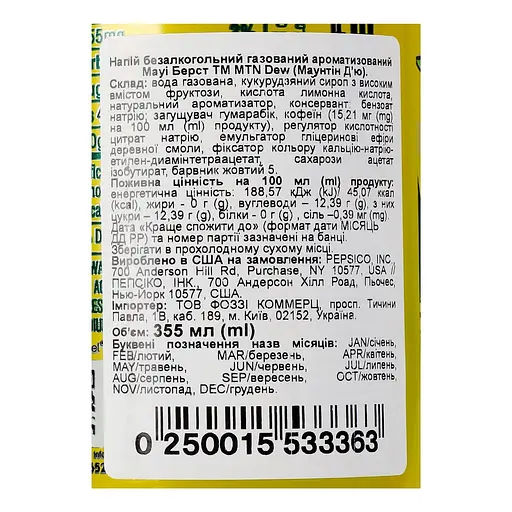 55mg
Напій безалкогольний газований ароматизований
Мауі Берст ТМ MTN Dew (Маунтін Д'ю).
Склад: вода газована, кукурудзяний сироп з високим
вмістом фруктози, кислота лимонна кислота,
натуральний ароматизатор, консервант бензоат
натрію; загущувач гумарабік, кофеїн (15,21 мг (mg)
на 100 мл (ml) продукту), регулятор кислотності
цитрат натрію, емульгатор гліцеринові ефіри
деревної смоли, фіксатор кольору кальцію-натрію-
етилен-диамінтетраацетат, сахарози ацетат
ізобутират, барвник жовтий 5.
Поживна цінність на 100 мл (ml) продукту:
енергетична цінність: 188,57 кДж (kJ)/ 45,07 ккал
(kcal), жири - 0 г (g), вуглеводи – 12,39 г (g), з них
цукри – 12,39 г (g), білки - 0 г (g), сіль –0,39 мг(mg).
Дата «Краще спожити до» (формат дати МІСЯЦЬ
ДД РР) та номер партії зазначені на банці.
Зберігати в прохолодному сухому місці.
Вироблено в США на замовлення: PEPSICO, INC.
700 Anderson Hill Rd, Purchase, NY 10577, USA //
ПЕПСІКО, ІНК. 700 Андерсон Хілл Роад, Пьочейс,
Нью-Йорк 10577, США.
Імпортер: ТОВ ФОЗЗІ КОММЕРЦ, просп. Тичини
Павла, 1В, каб. 189, м. Київ, 02152, Україна.
Об'єм: 355 мл (ml)
Буквені позначення назв місяців: JAN/січень,
FEB/лютий, MAR/березень, APR/квітень,
MAY/травень, JUN/червень, JUL/липень,
AUG/серпень, SEP/вересень, OCT/жовтень,
NOV/листопад, DEC/грудень.
0 250015 533363